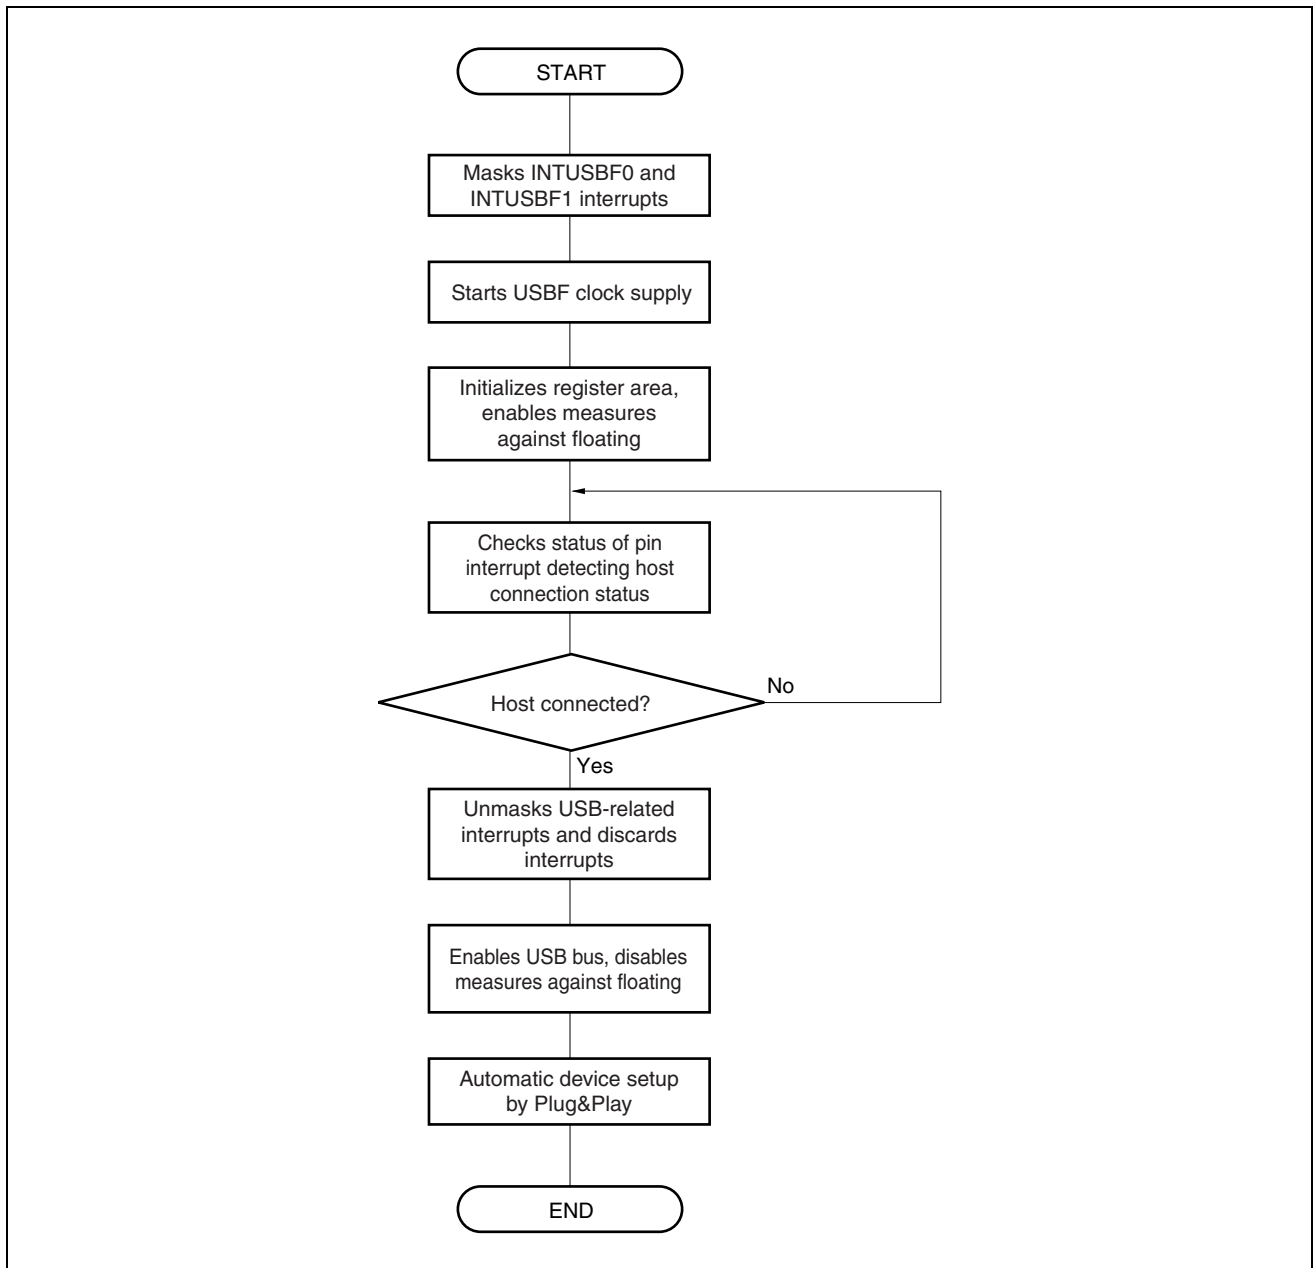 START
Masks INTUSBF0 and
INTUSBF1 interrupts
Starts USBF clock supply
Initializes register area,
enables measures
against floating
Checks status of pin
interrupt detecting host
connection status
Host connected?
No
Yes
Unmasks USB-related
interrupts and discards
interrupts
Enables USB bus, disables
measures against floating
Automatic device setup
by Plug&Play
END